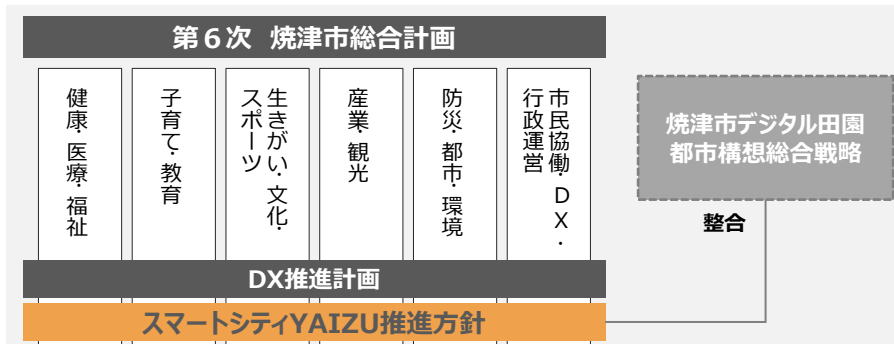 第６次 焼津市総合計画
健康・医療・福祉
子育て・教育
生きがい・文化・
スポーツ
産業・観光
防災・都市・環境
市民協働・ＤＸ・
行政運営
焼津市デジタル田園
都市構想総合戦略
整合
DX推進計画
スマートシティYAIZU推進方針